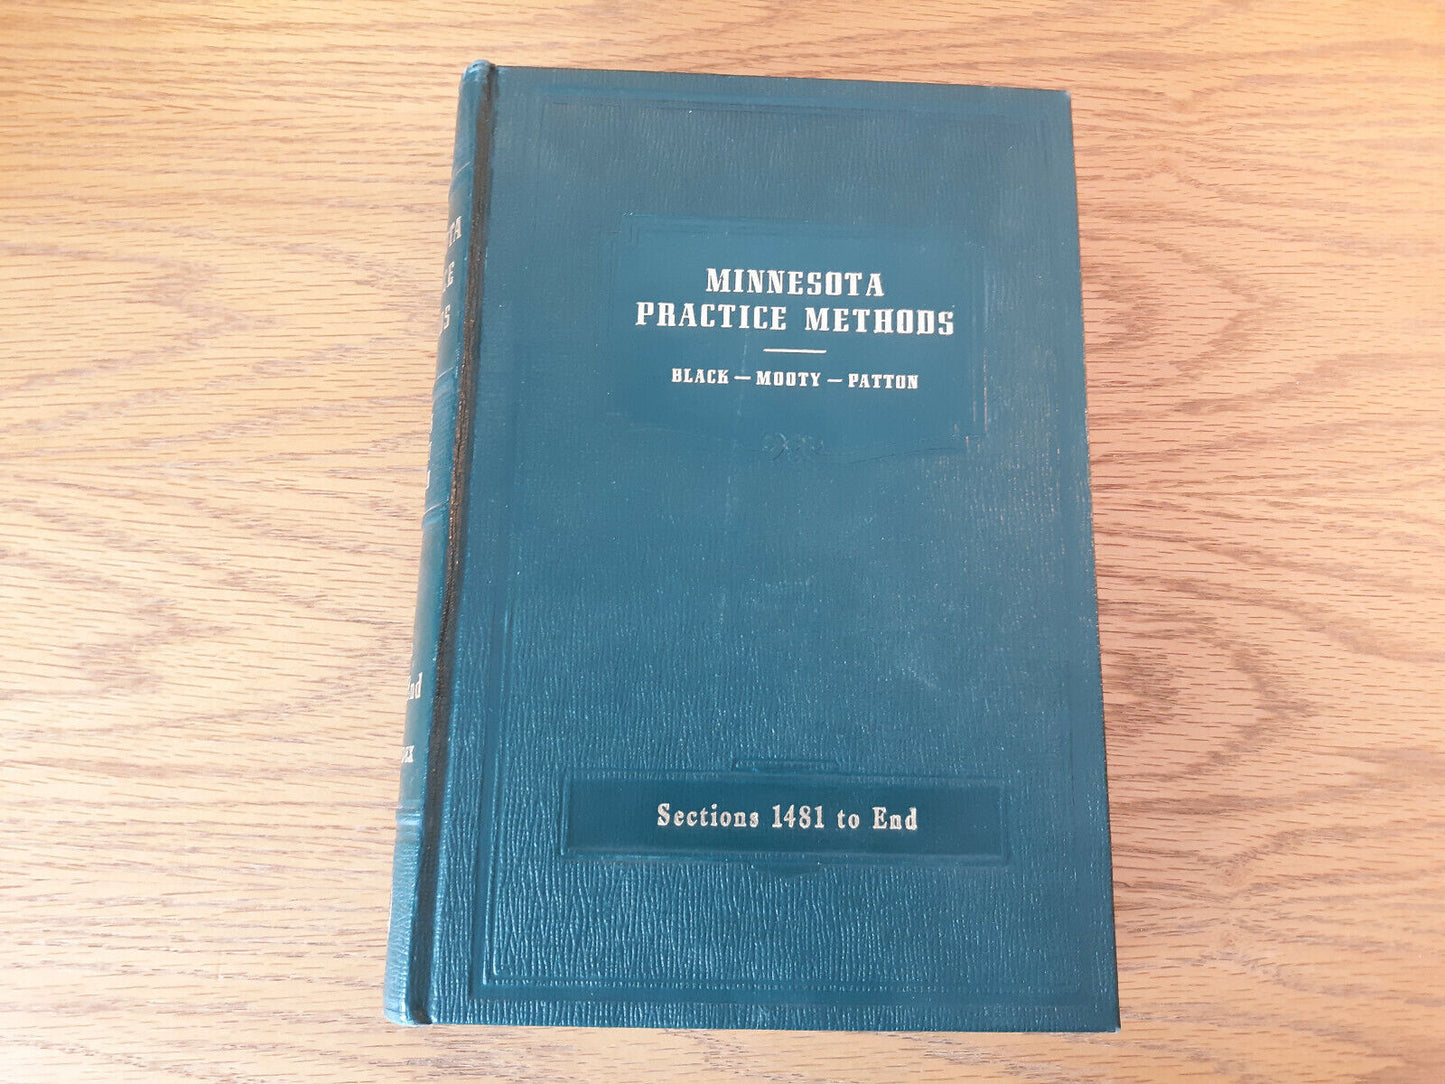 MINNESOTA
PRACTICE METHODS
BLACK — MOOTY — PATTON
Sections 1481 to End